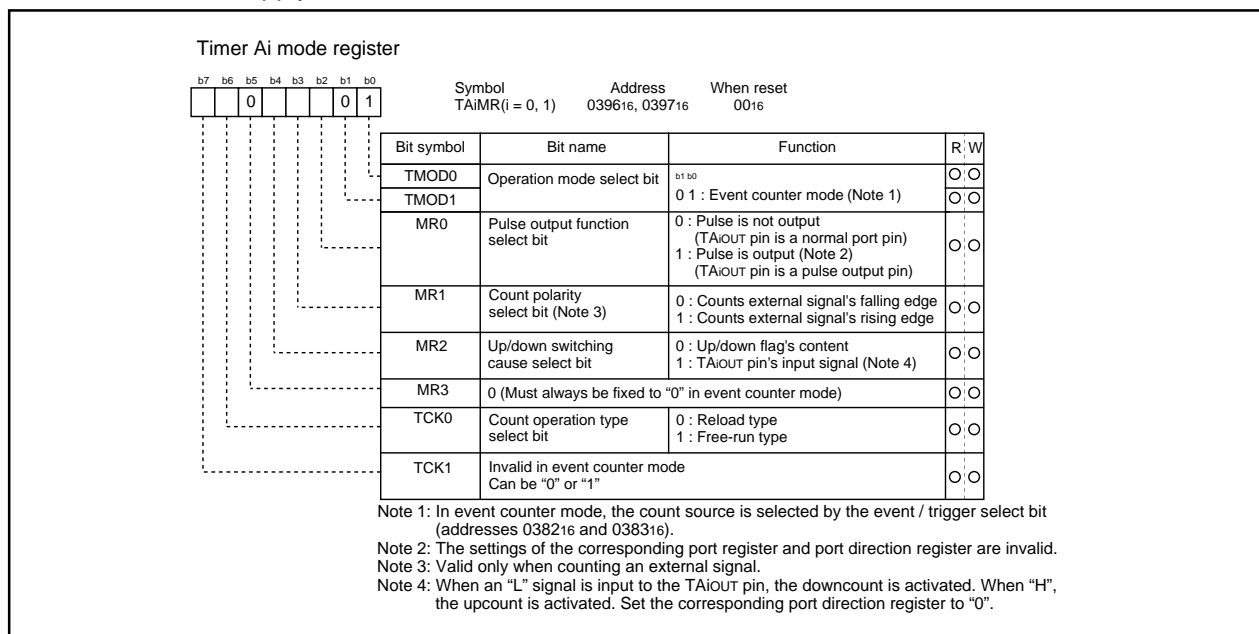 Timer Ai mode register
b7 b6 b5 b4 b3 b2 b1 b0
0 0 1
Symbol Address When reset
TAiMR(i = 0, 1) 039616, 039716 0016
Bit symbol Bit name Function R W
TMOD0 Operation mode select bit b1 b0
TMOD1 0 1 : Event counter mode (Note 1)
MR0 Pulse output function 0 : Pulse is not output
select bit (TAiOUT pin is a normal port pin)
1 : Pulse is output (Note 2)
(TAiOUT pin is a pulse output pin)
MR1 Count polarity 0 : Counts external signal's falling edge
select bit (Note 3) 1 : Counts external signal's rising edge
MR2 Up/down switching 0 : Up/down flag's content
cause select bit 1 : TAiOUT pin's input signal (Note 4)
MR3 0 (Must always be fixed to “0” in event counter mode)
TCK0 Count operation type 0 : Reload type
select bit 1 : Free-run type
TCK1 Invalid in event counter mode
Can be “0” or “1”
Note 1: In event counter mode, the count source is selected by the event / trigger select bit
(addresses 038216 and 038316).
Note 2: The settings of the corresponding port register and port direction register are invalid.
Note 3: Valid only when counting an external signal.
Note 4: When an “L” signal is input to the TAiOUT pin, the downcount is activated. When “H”,
the upcount is activated. Set the corresponding port direction register to “0”.